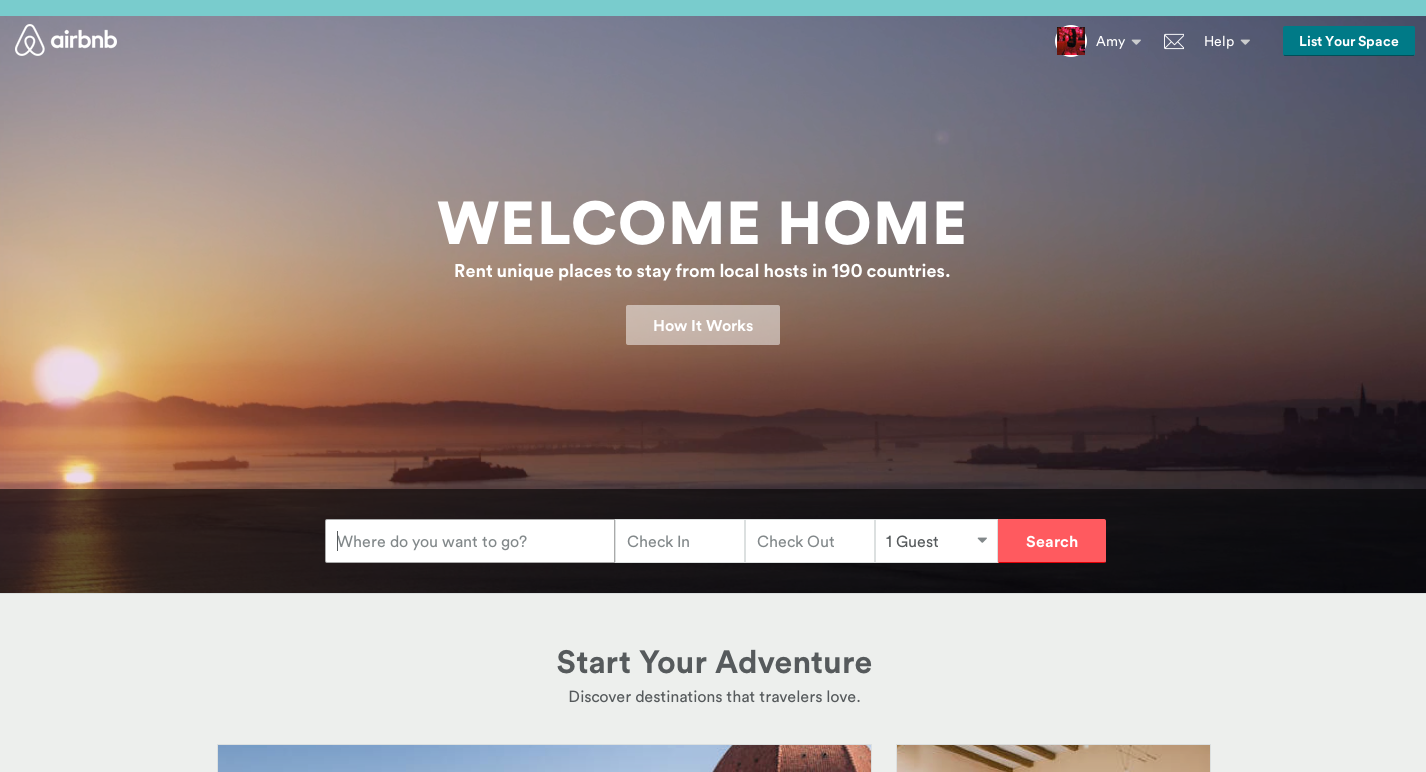 airbnb
Amy
Help
List Your Space
WELCOME HOME
Rent unique places to stay from local hosts in 190 countries.
How It Works
Where do you want to go?
Check In
Check Out
1 Guest
Search
Start Your Adventure
Discover destinations that travelers love.